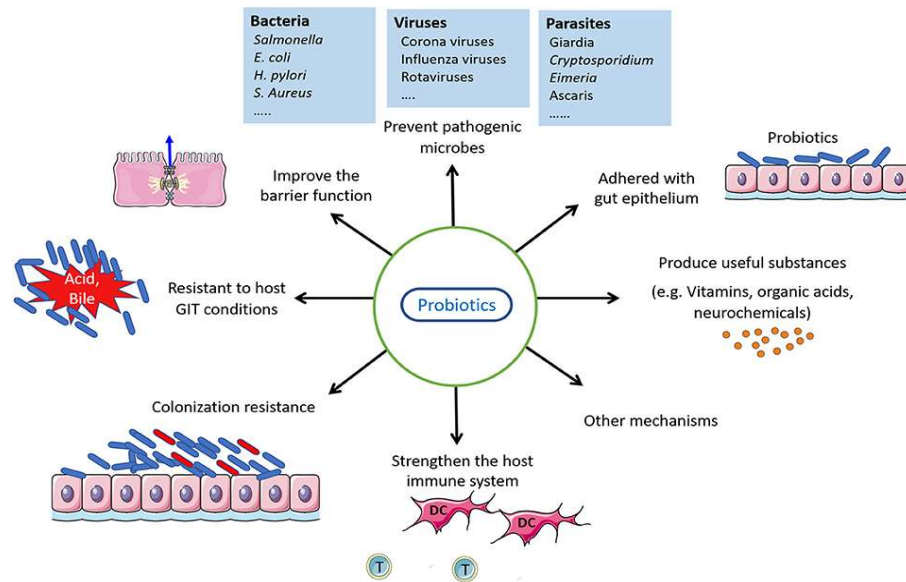 Bacteria
Salmonella
E. coli
H. pylori
S. Aureus
.....
Viruses
Corona viruses
Influenza viruses
Rotaviruses
....
Parasites
Giardia
Cryptosporidium
Eimeria
Ascaris
......
Prevent pathogenic
microbes
Improve the
barrier function
Adhered with
gut epithelium
Probiotics
Acid,
Bile
Resistant to host
GIT conditions
Probiotics
Produce useful substances
(e.g. Vitamins, organic acids,
neurochemicals)
Colonization resistance
Other mechanisms
Strengthen the host
immune system
DC
DC
T
T